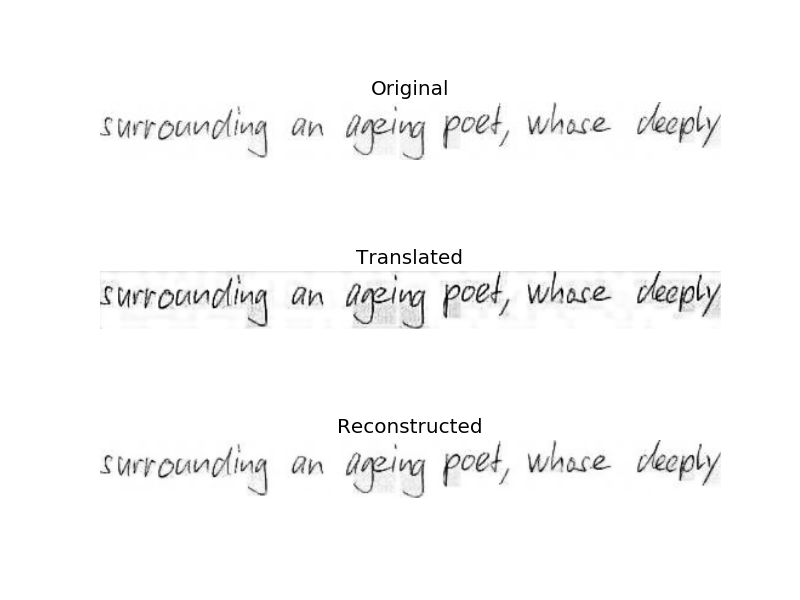 Original
surrounding an ageing poet, whose deeply
Translated
surrounding an ageing poet, whose deeply
Reconstructed
surrounding an ageing poet, whose deeply